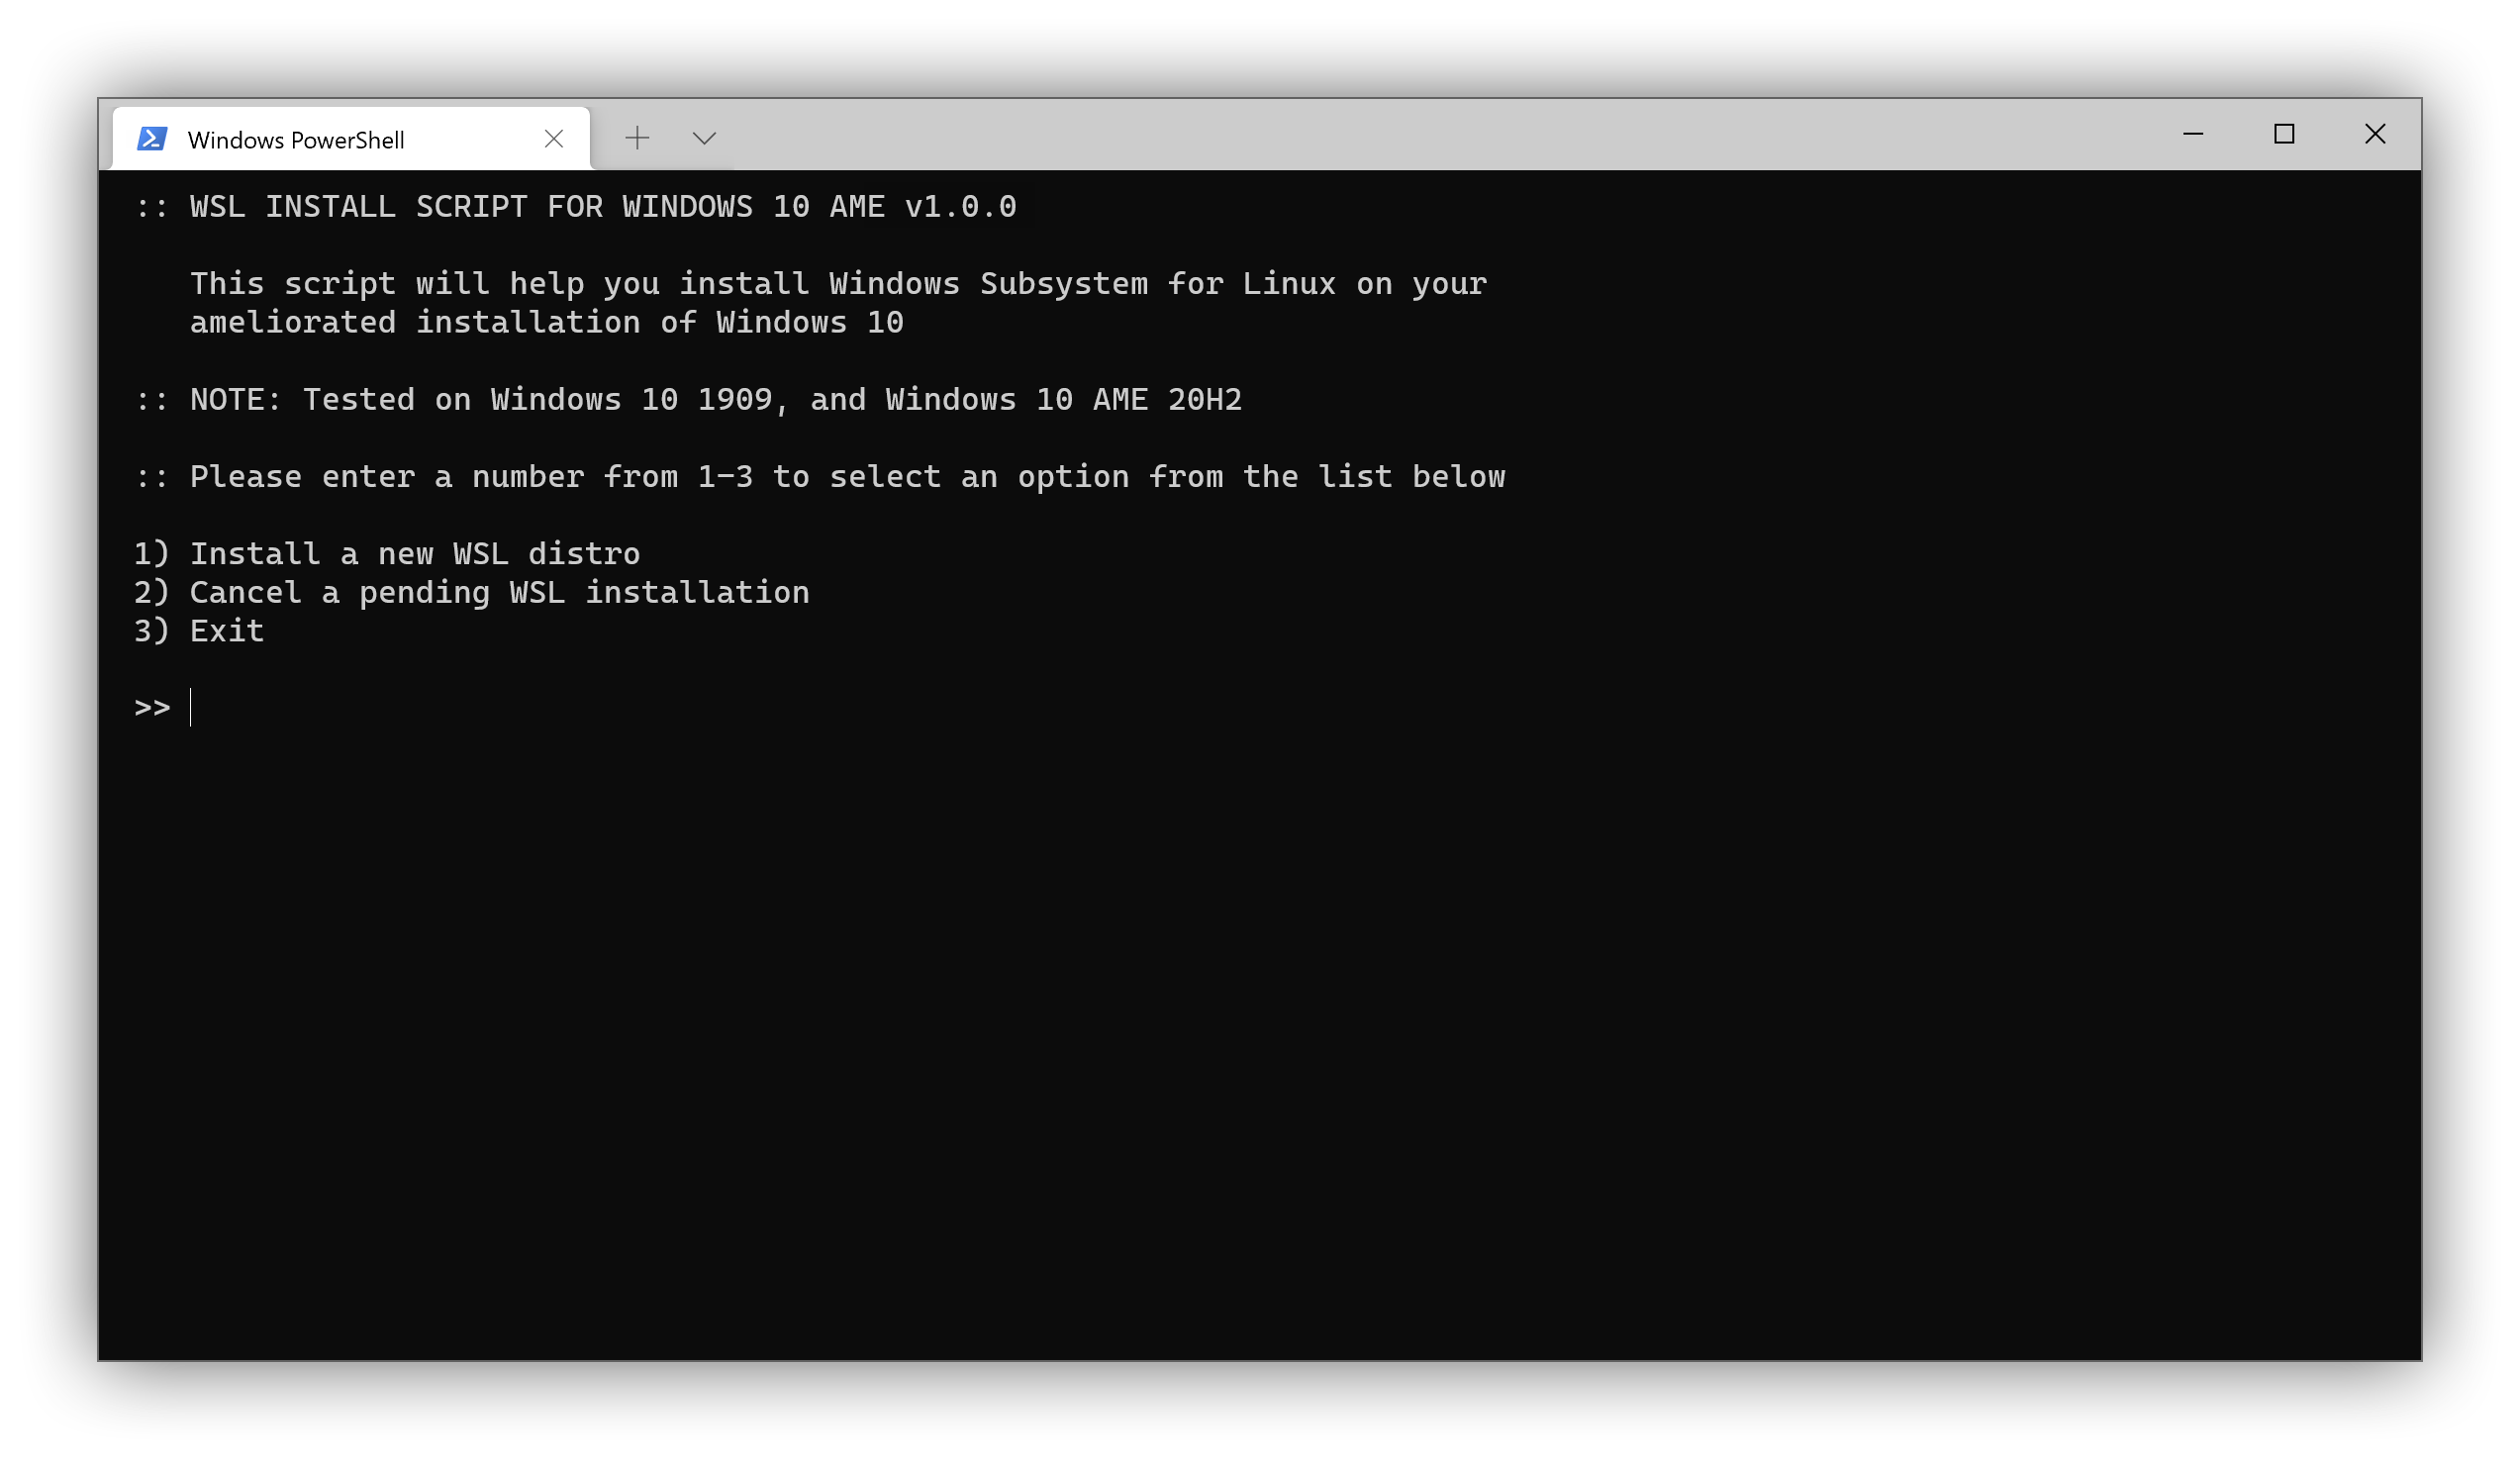 Windows PowerShell
:: WSL INSTALL SCRIPT FOR WINDOWS 10 AME v1.0.0
This script will help you install Windows Subsystem for Linux on your
ameliorated installation of Windows 10
:: NOTE: Tested on Windows 10 1909, and Windows 10 AME 20H2
:: Please enter a number from 1-3 to select an option from the list below
1) Install a new WSL distro
2) Cancel a pending WSL installation
3) Exit
>>